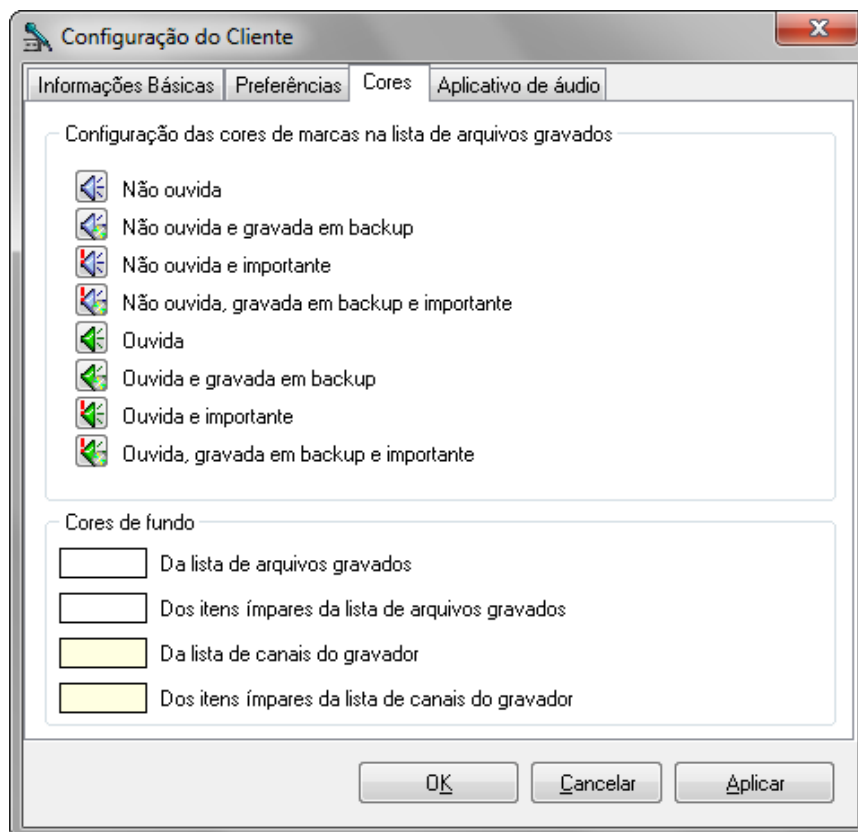 Configuração do Cliente
Informações Básicas Preferências Cores Aplicativo de áudio
Configuração das cores de marcas na lista de arquivos gravados
Não ouvida
Não ouvida e gravada em backup
Não ouvida e importante
Não ouvida, gravada em backup e importante
Ouvida
Ouvida e gravada em backup
Ouvida e importante
Ouvida, gravada em backup e importante
Cores de fundo
Da lista de arquivos gravados
Dos itens ímpares da lista de arquivos gravados
Da lista de canais do gravador
Dos itens ímpares da lista de canais do gravador
OK Cancelar Aplicar